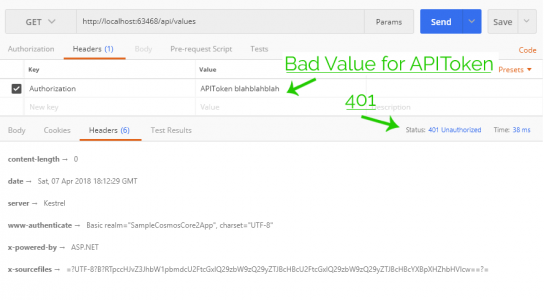 GET http://localhost:63468/api/values Params Send Save
Authorization Headers (1) Body Pre-request Script Tests Code
Bad Value for APIToken
Key Value Presets
Authorization APIToken blahblahblah
401
New key Value Description
Body Cookies Headers (6) Test Results Status: 401 Unauthorized Time: 38 ms
content-length → 0
date → Sat, 07 Apr 2018 18:12:29 GMT
server → Kestrel
www-authenticate → Basic realm="SampleCosmosCore2App", charset="UTF-8"
x-powered-by → ASP.NET
x-sourcefiles →